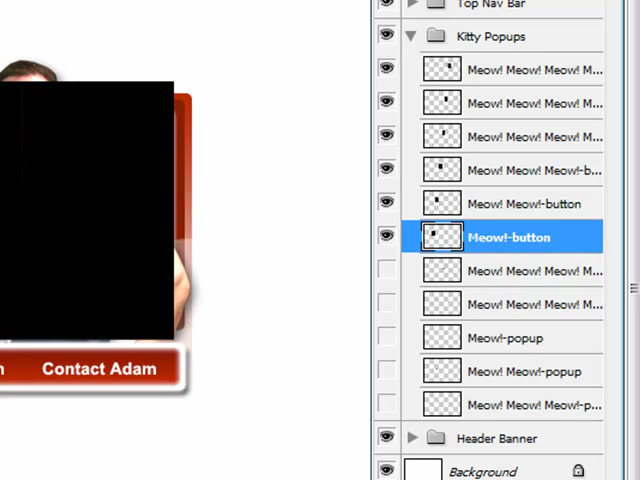 Top Nav Bar
Kitty Popups
Meow! Meow! Meow! M...
Meow! Meow! Meow! M...
Meow! Meow! Meow! M...
Meow! Meow! Meow!-b...
Meow! Meow!-button
Meow!-button
Meow! Meow! Meow! M...
Meow! Meow! Meow! M...
Meow!-popup
Meow! Meow!-popup
Meow! Meow! Meow!-p...
n Contact Adam
Header Banner
Background